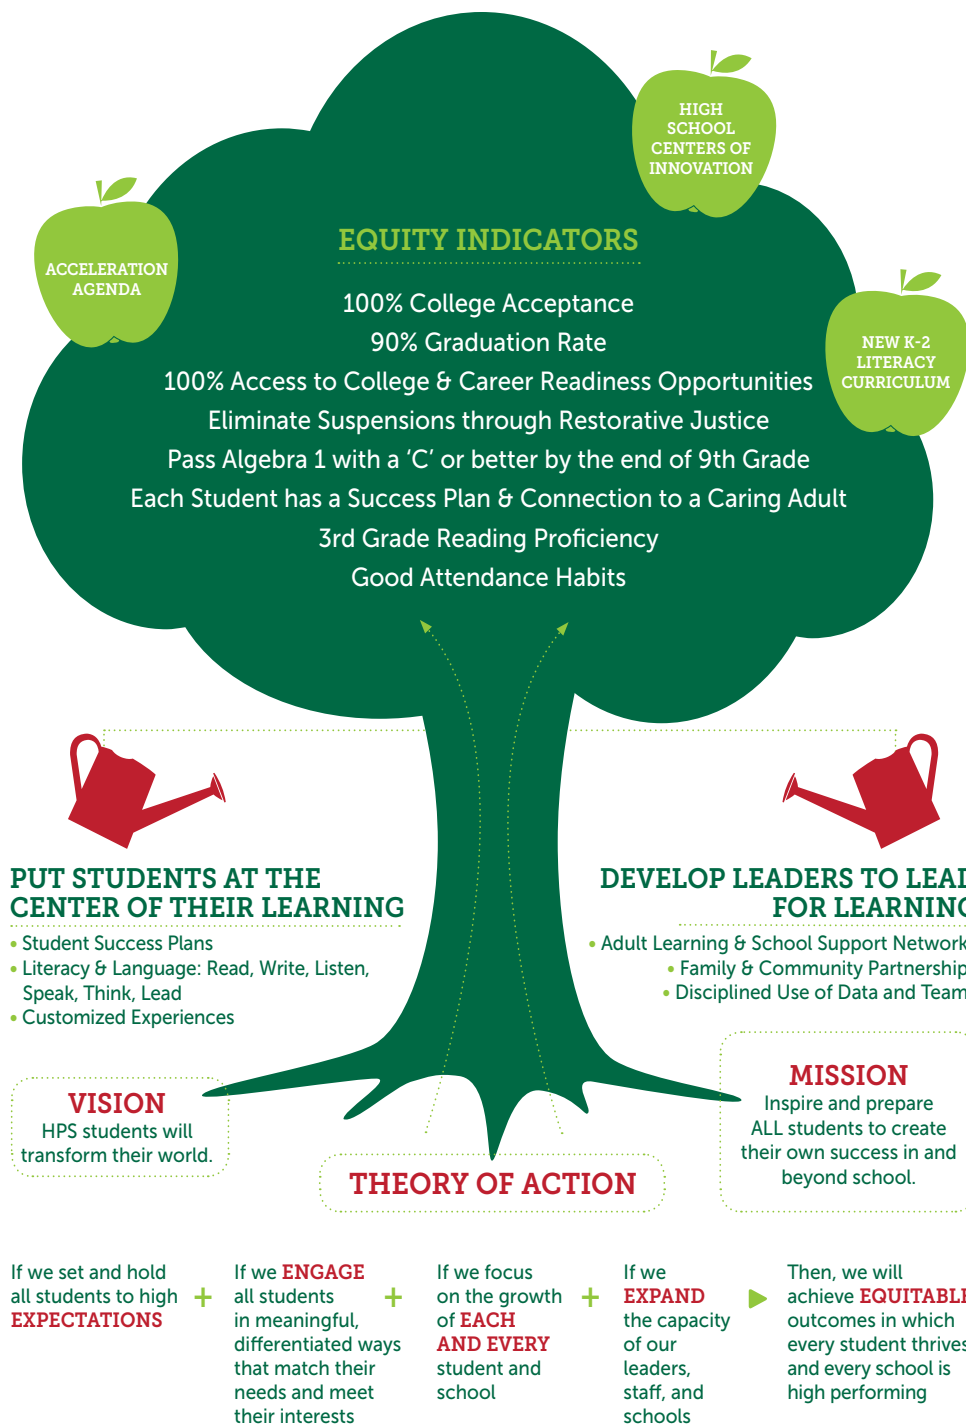 HIGH
SCHOOL
CENTERS OF
INNOVATION
ACCELERATION
AGENDA
NEW K-2
LITERACY
CURRICULUM
EQUITY INDICATORS
100% College Acceptance
90% Graduation Rate
100% Access to College & Career Readiness Opportunities
Eliminate Suspensions through Restorative Justice
Pass Algebra 1 with a ‘C’ or better by the end of 9th Grade
Each Student has a Success Plan & Connection to a Caring Adult
3rd Grade Reading Proficiency
Good Attendance Habits
PUT STUDENTS AT THE
CENTER OF THEIR LEARNING
• Student Success Plans
• Literacy & Language: Read, Write, Listen,
Speak, Think, Lead
• Customized Experiences
DEVELOP LEADERS TO LEAD
FOR LEARNING
• Adult Learning & School Support Network
• Family & Community Partnership
• Disciplined Use of Data and Team
VISION
HPS students will
transform their world.
MISSION
Inspire and prepare
ALL students to create
their own success in and
beyond school.
THEORY OF ACTION
If we set and hold
all students to high
EXPECTATIONS
+
If we ENGAGE
all students
in meaningful,
differentiated ways
that match their
needs and meet
their interests
+
If we focus
on the growth
of EACH
AND EVERY
student and
school
+
If we
EXPAND
the capacity
of our
leaders,
staff, and
schools
Then, we will
achieve EQUITABLE
outcomes in which
every student thrives
and every school is
high performing